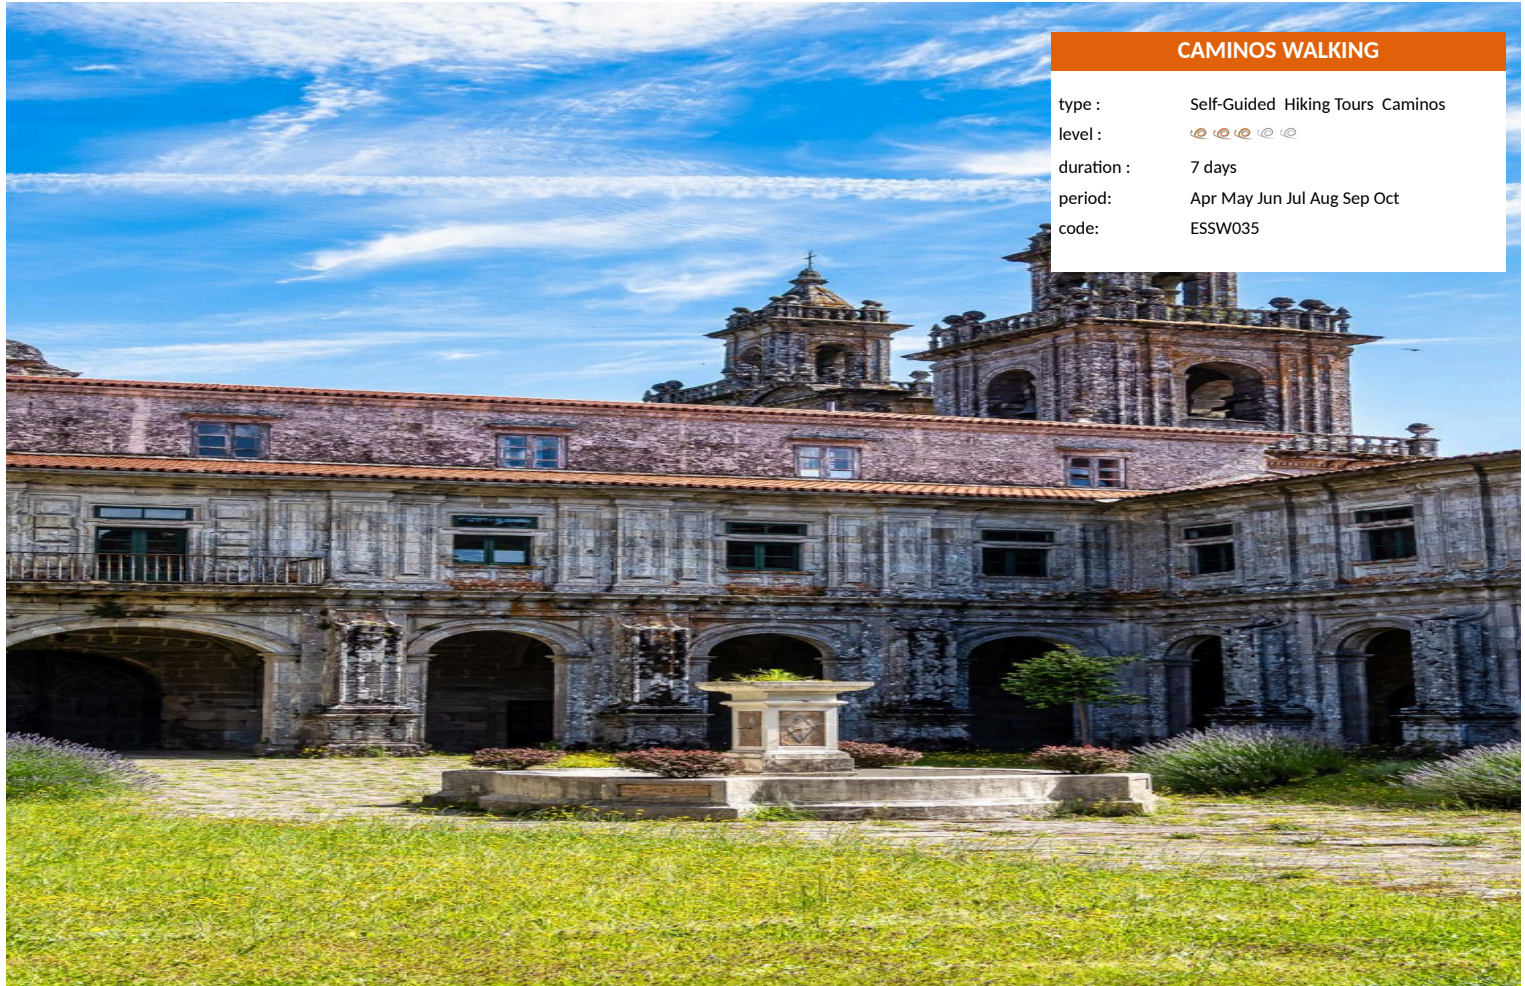 CAMINOS WALKING
type : Self-Guided Hiking Tours Caminos
level :
duration : 7 days
period: Apr May Jun Jul Aug Sep Oct
code: ESSW035